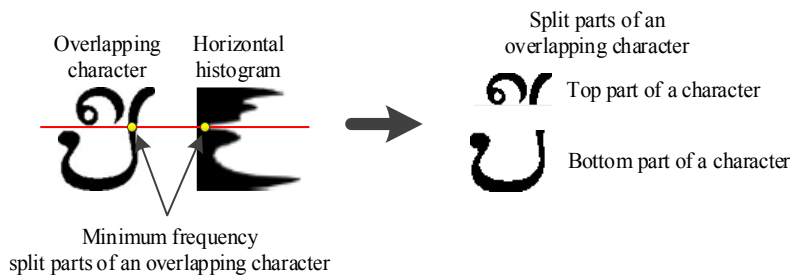 Overlapping
character
Horizontal
histogram
Minimum frequency
split parts of an overlapping character
Split parts of an
overlapping character
Top part of a character
Bottom part of a character